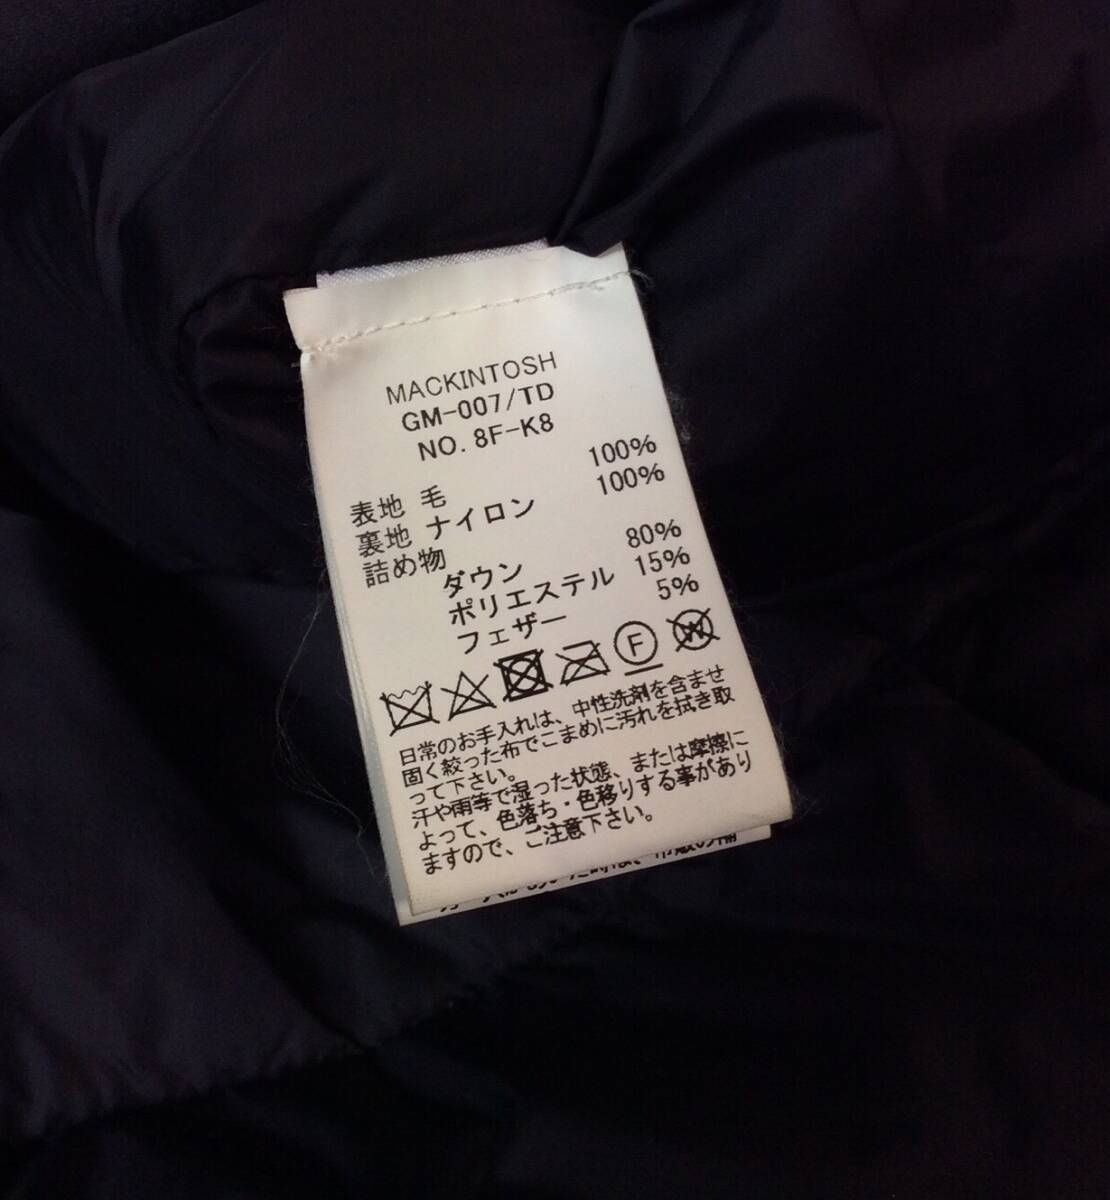 MACKINTOSH
GM-007/TD
NO. 8F-K8
表地 毛 100%
裏地 ナイロン 100%
詰め物
ダウン 80%
ポリエステル 15%
フェザー 5%
F W
日常のお手入れは、中性洗剤を含ませ
固く絞った布でこまめに汚れを拭き取
って下さい。
汗や雨等で湿った状態、または摩擦に
よって、色落ち・色移りする事があり
ますので、ご注意下さい。